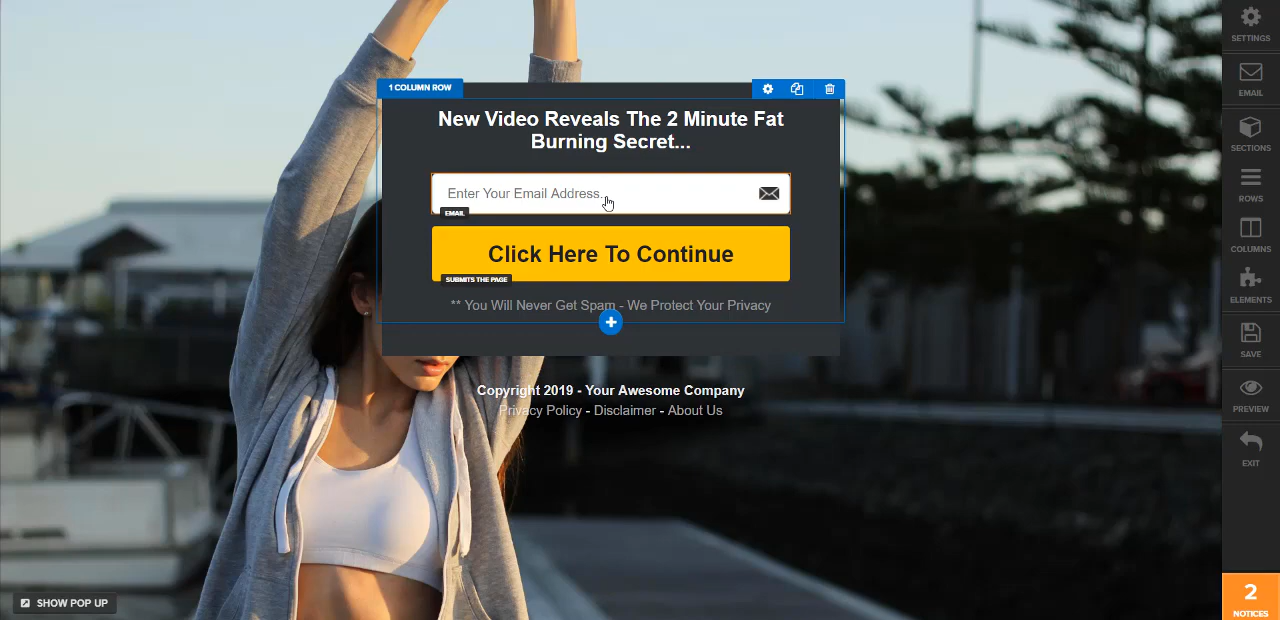 SETTINGS
1 COLUMN ROW
EMAIL
New Video Reveals The 2 Minute Fat
Burning Secret...
SECTIONS
Enter Your Email Address...
ROWS
EMAIL
Click Here To Continue
COLUMNS
SUBMITS THE PAGE
** You Will Never Get Spam - We Protect Your Privacy
ELEMENTS
SAVE
Copyright 2019 - Your Awesome Company
Privacy Policy - Disclaimer - About Us
PREVIEW
EXIT
SHOW POP UP
2
NOTICES